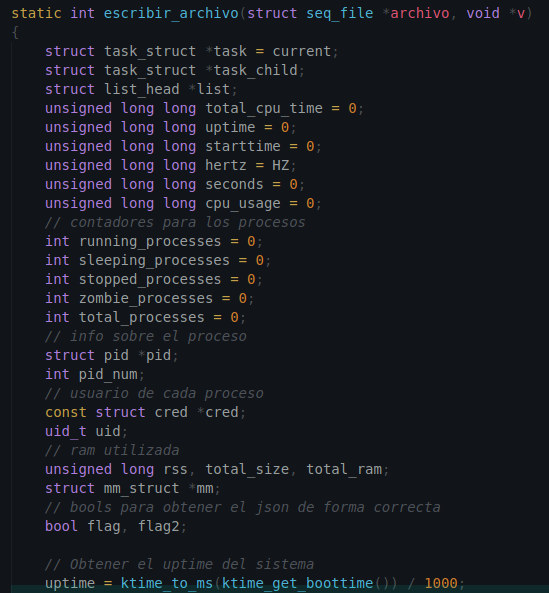 static int escribir_archivo(struct seq_file *archivo, void *v)
{
    struct task_struct *task = current;
    struct task_struct *task_child;
    struct list_head *list;
    unsigned long long total_cpu_time = 0;
    unsigned long long uptime = 0;
    unsigned long long starttime = 0;
    unsigned long long hertz = HZ;
    unsigned long long seconds = 0;
    unsigned long long cpu_usage = 0;
    // contadores para los procesos
    int running_processes = 0;
    int sleeping_processes = 0;
    int stopped_processes = 0;
    int zombie_processes = 0;
    int total_processes = 0;
    // info sobre el proceso
    struct pid *pid;
    int pid_num;
    // usuario de cada proceso
    const struct cred *cred;
    uid_t uid;
    // ram utilizada
    unsigned long rss, total_size, total_ram;
    struct mm_struct *mm;
    // bools para obtener el json de forma correcta
    bool flag, flag2;

    // Obtener el uptime del sistema
    uptime = ktime_to_ms(ktime_get_boottime()) / 1000;